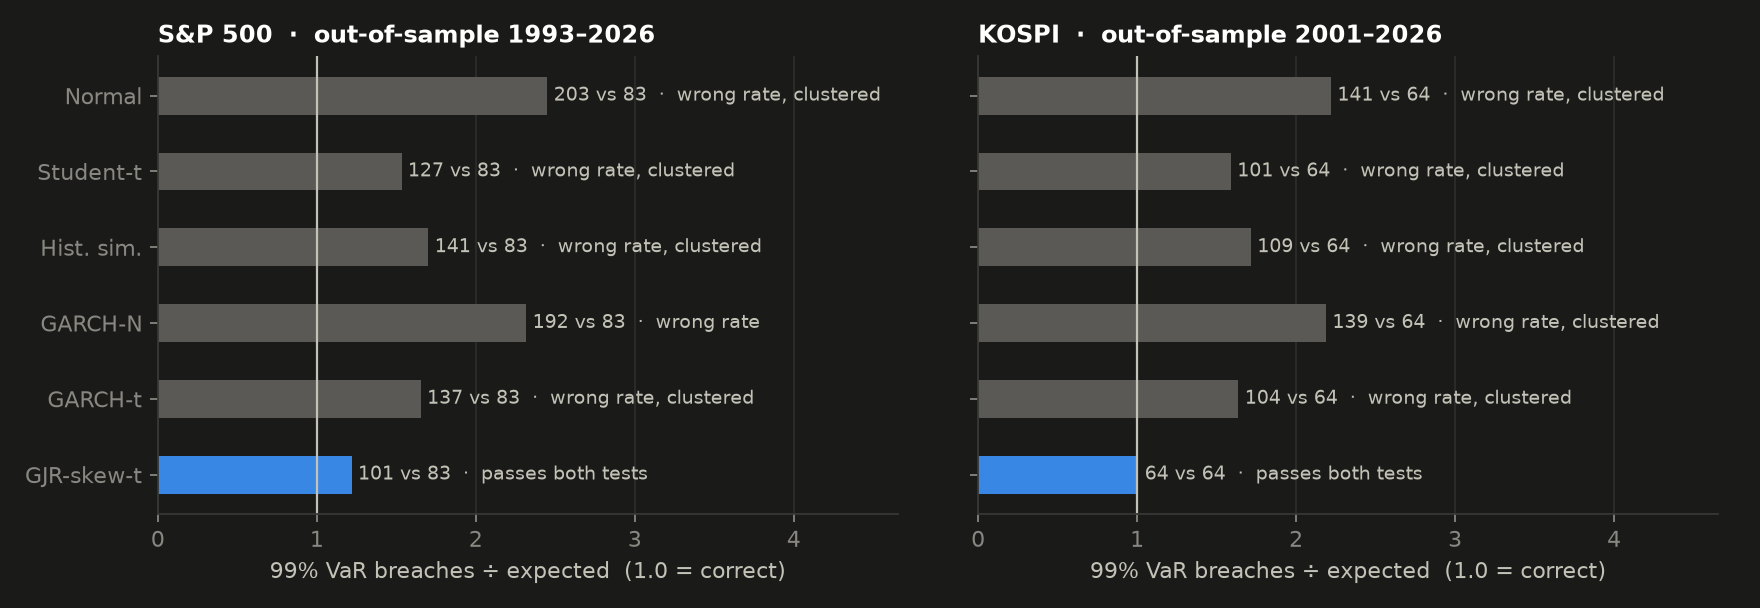 S&P 500 · out-of-sample 1993–2026
Normal
203 vs 83 · wrong rate, clustered
Student-t
127 vs 83 · wrong rate, clustered
Hist. sim.
141 vs 83 · wrong rate, clustered
GARCH-N
192 vs 83 · wrong rate
GARCH-t
137 vs 83 · wrong rate, clustered
GJR-skew-t
101 vs 83 · passes both tests
0 1 2 3 4
99% VaR breaches ÷ expected (1.0 = correct)
KOSPI · out-of-sample 2001–2026
141 vs 64 · wrong rate, clustered
101 vs 64 · wrong rate, clustered
109 vs 64 · wrong rate, clustered
139 vs 64 · wrong rate, clustered
104 vs 64 · wrong rate, clustered
64 vs 64 · passes both tests
0 1 2 3 4
99% VaR breaches ÷ expected (1.0 = correct)